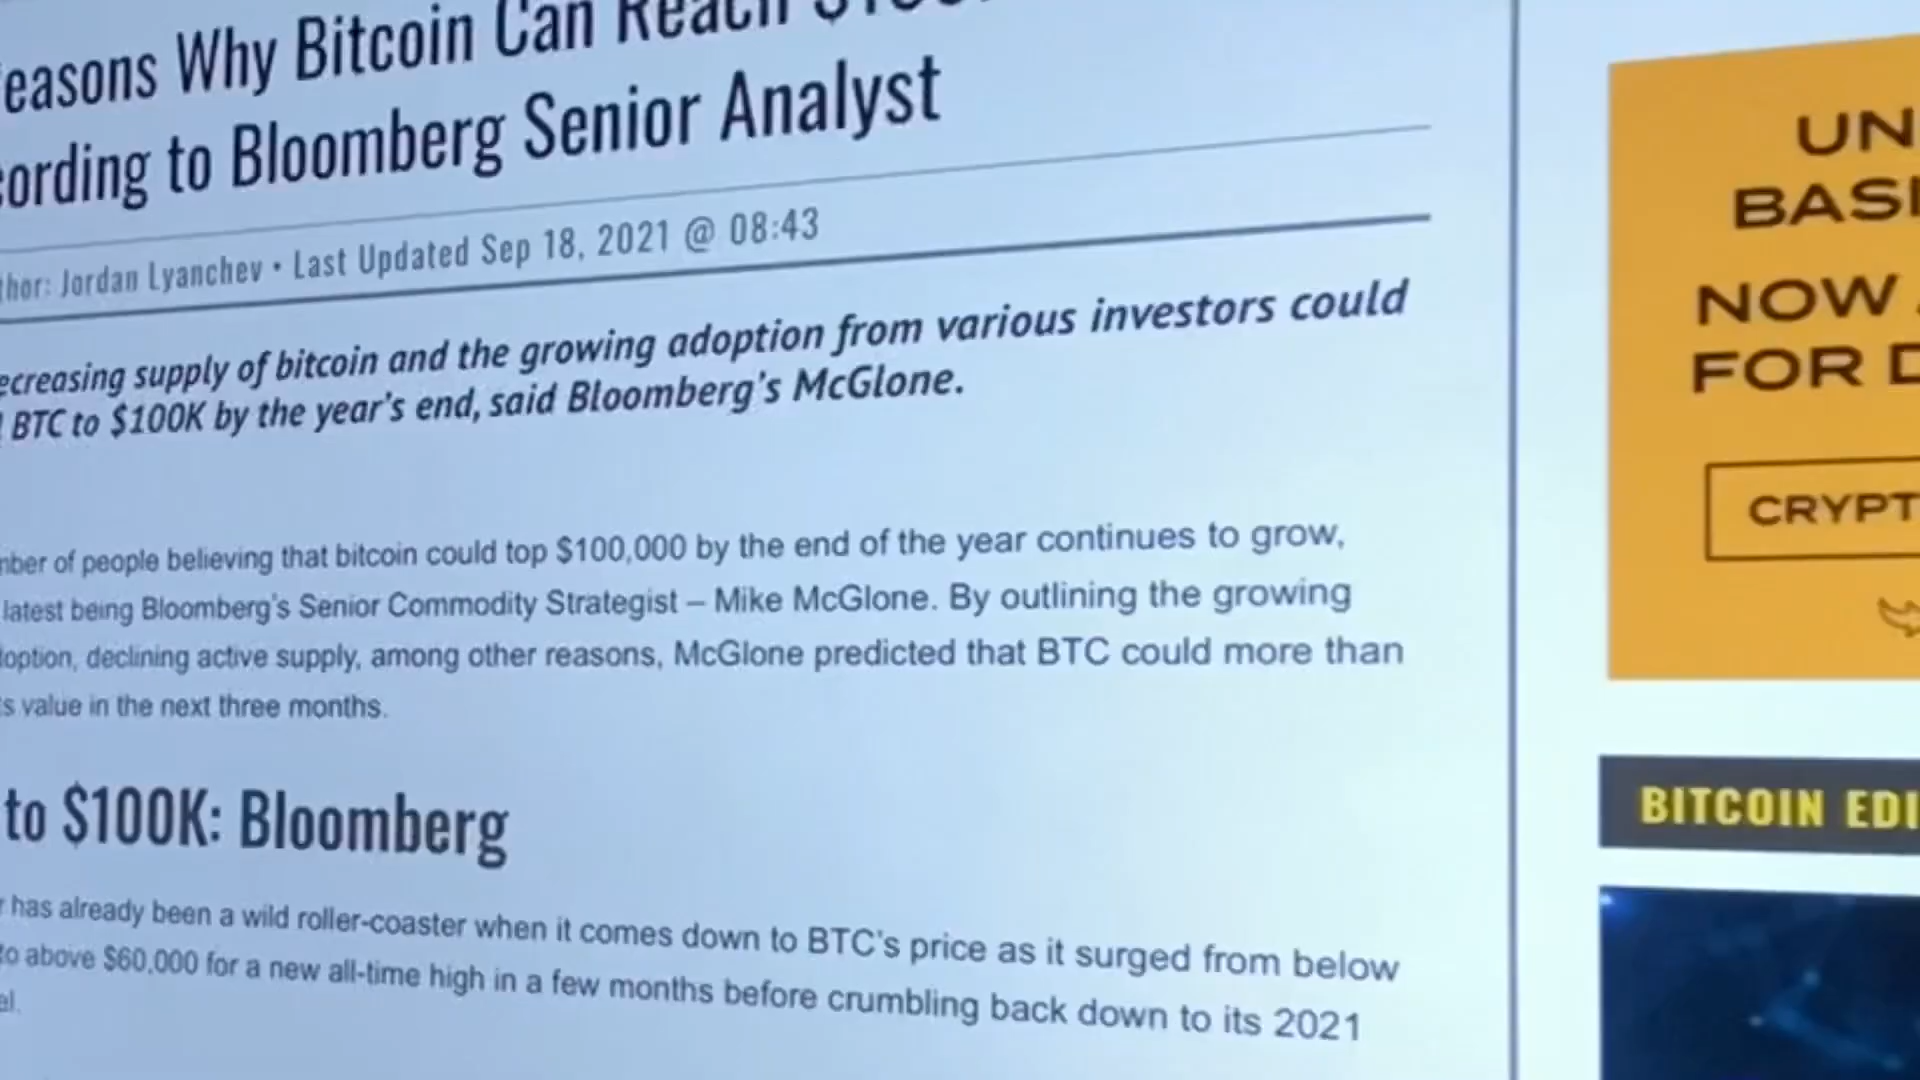 easons Why Bitcoin Can Reach
ording to Bloomberg Senior Analyst
hor: Jordan Lyanchev • Last Updated Sep 18, 2021 @ 08:43
ecreasing supply of bitcoin and the growing adoption from various investors could
BTC to $100K by the year's end, said Bloomberg's McGlone.
mber of people believing that bitcoin could top $100,000 by the end of the year continues to grow,
latest being Bloomberg's Senior Commodity Strategist – Mike McGlone. By outlining the growing
option, declining active supply, among other reasons, McGlone predicted that BTC could more than
s value in the next three months.
to $100K: Bloomberg
r has already been a wild roller-coaster when it comes down to BTC's price as it surged from below
to above $60,000 for a new all-time high in a few months before crumbling back down to its 2021
el.
UN
BASI
NOW
FOR D
CRYPT
BITCOIN EDI